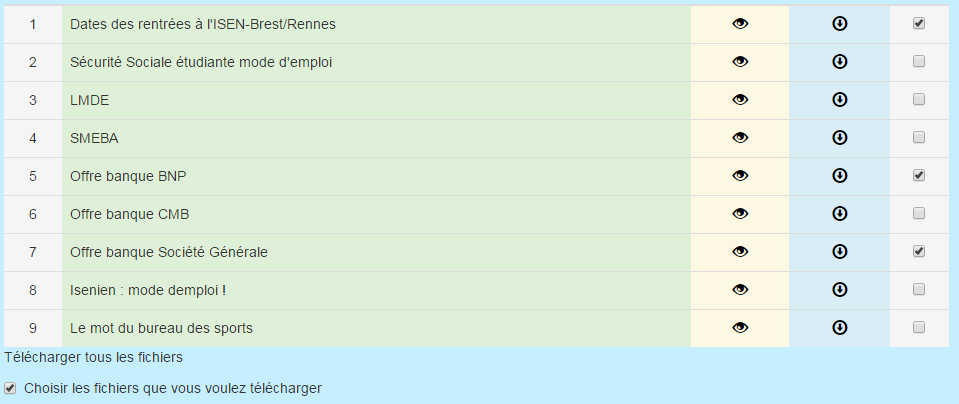 1 Dates des rentrées à l'ISEN-Brest/Rennes
2 Sécurité Sociale étudiante mode d'emploi
3 LMDE
4 SMEBA
5 Offre banque BNP
6 Offre banque CMB
7 Offre banque Société Générale
8 Isenien : mode demploi !
9 Le mot du bureau des sports
Télécharger tous les fichiers
Choisir les fichiers que vous voulez télécharger